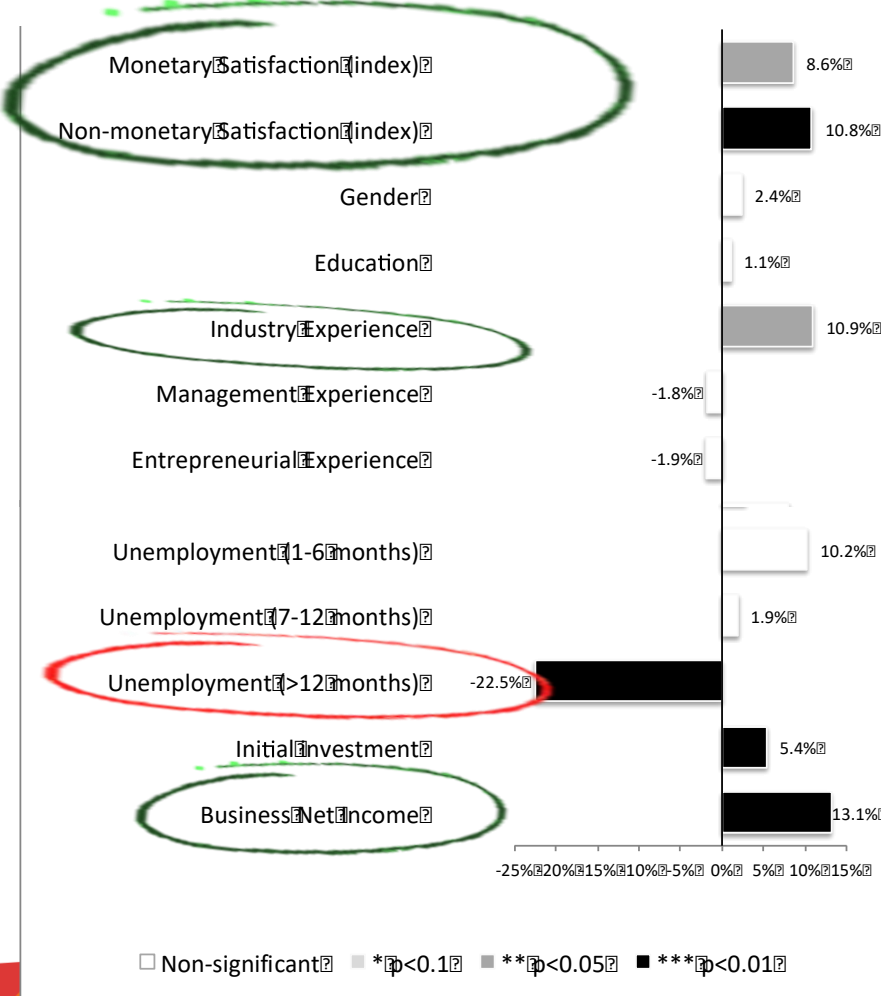 Monetary Satisfaction (index) 8.6%
Non-monetary Satisfaction (index) 10.8%
Gender 2.4%
Education 1.1%
Industry Experience 10.9%
Management Experience -1.8%
Entrepreneurial Experience -1.9%
Unemployment (1-6 months) 10.2%
Unemployment (7-12 months) 1.9%
Unemployment (>12 months) -22.5%
Initial Investment 5.4%
Business Net Income 13.1%
-25% -20% -15% -10% -5% 0% 5% 10% 15%
Non-significant * p<0.1 ** p<0.05 *** p<0.01